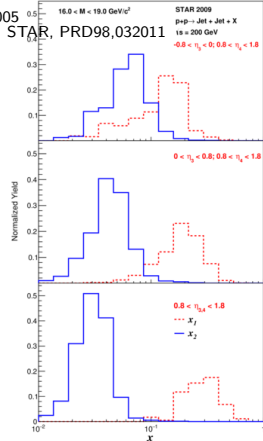 005
STAR, PRD98,032011
16.0 < M < 19.0 GeV/c²
STAR 2009
p+p→ Jet + Jet + X
√s = 200 GeV
-0.8 < η₃ < 0; 0.8 < η₄ < 1.8
0.5
0.4
0.3
0.2
0.1
0 < η₃ < 0.8; 0.8 < η₄ < 1.8
0.5
0.4
0.3
0.2
0.1
Normalized Yield
0.8 < η₃,₄ < 1.8
x₁
x₂
0.5
0.4
0.3
0.2
0.1
0
10⁻²
10⁻¹
x